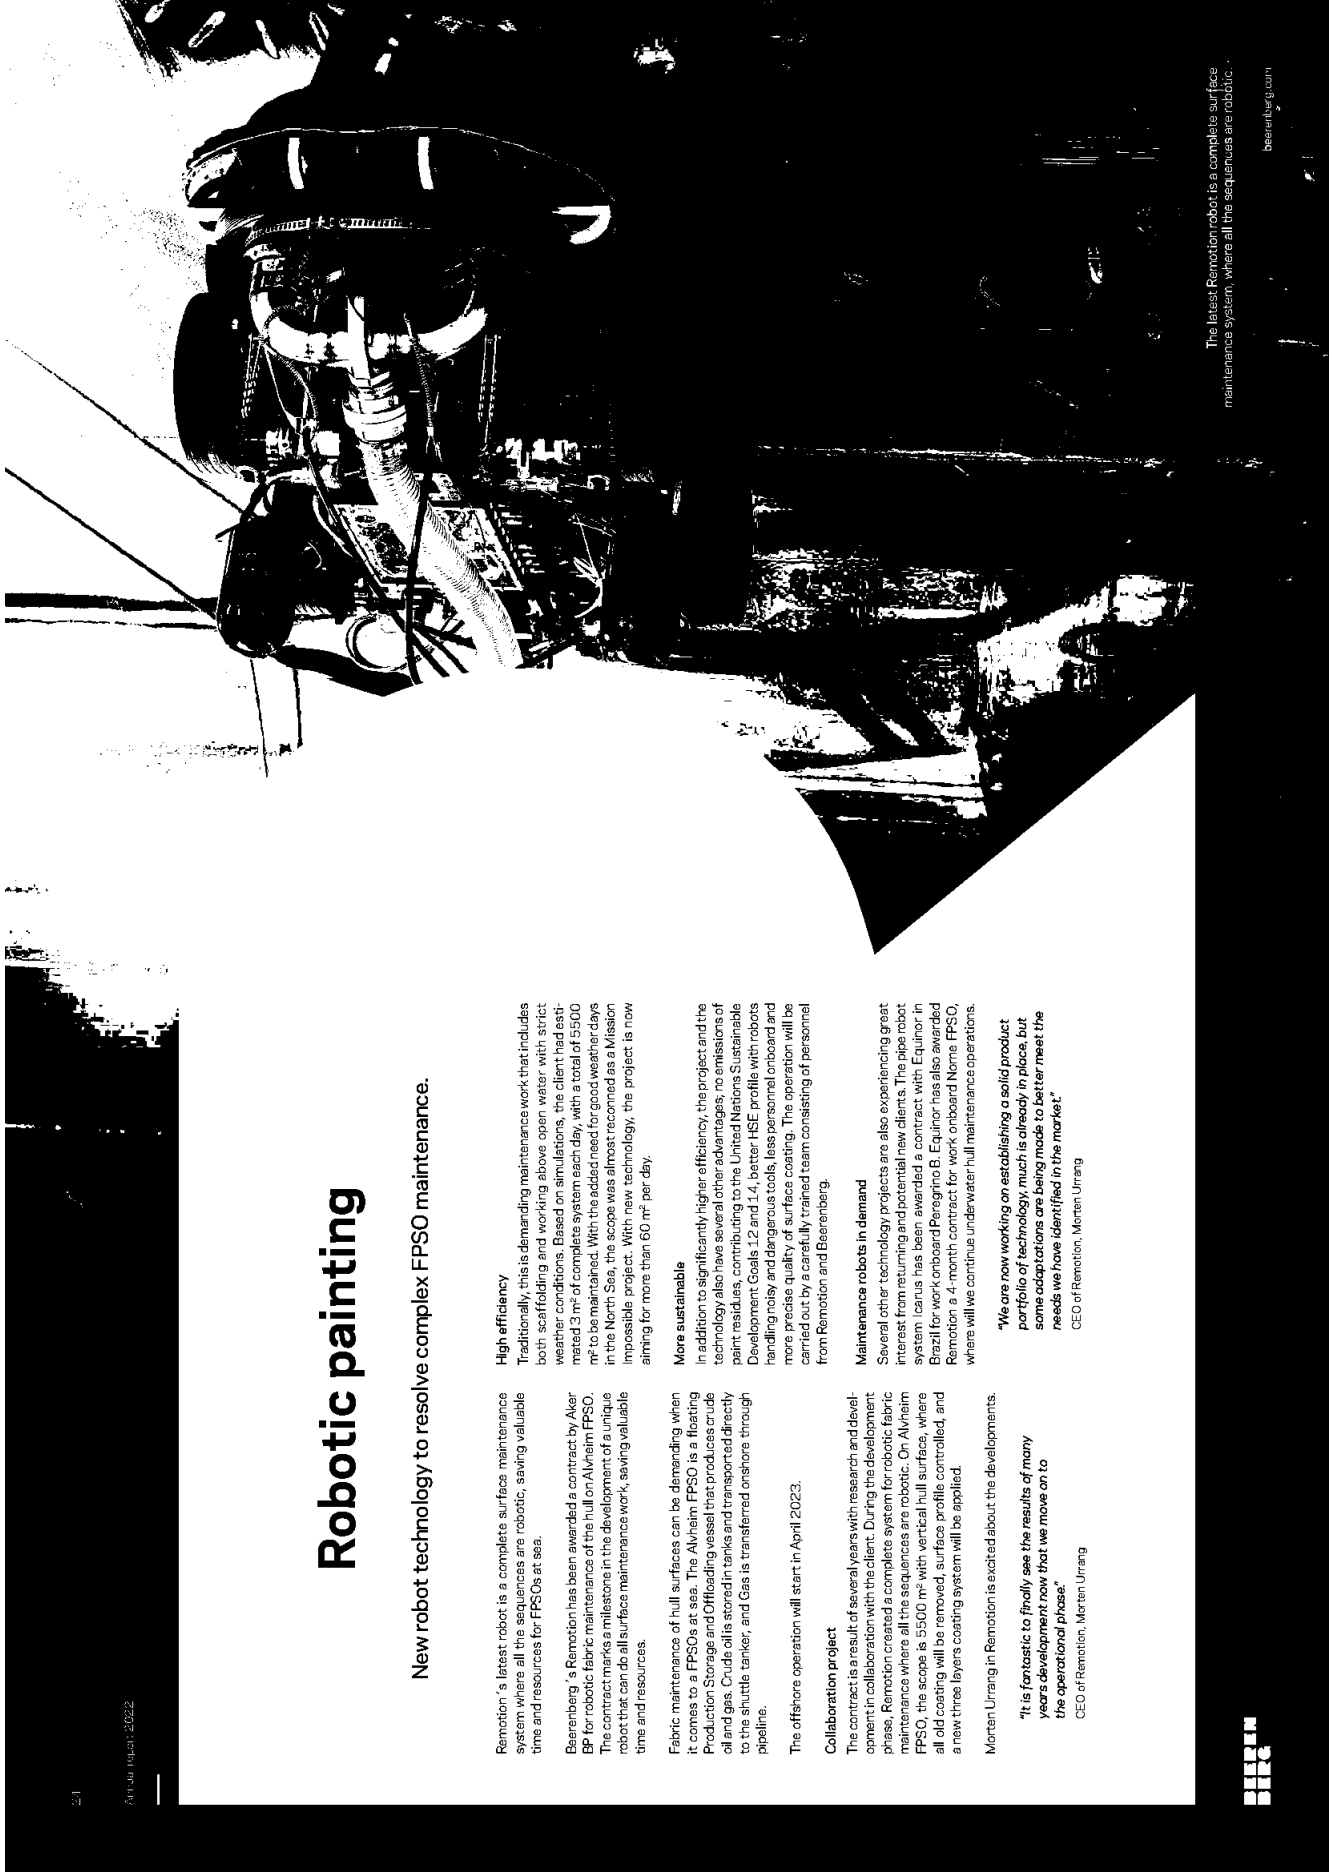 24
Annual report 2022
Robotic painting
New robot technology to resolve complex FPSO maintenance.
Remotion´s latest robot is a complete surface maintenance
system where all the sequences are robotic, saving valuable
time and resources for FPSOs at sea.
Beerenberg´s Remotion has been awarded a contract by Aker
BP for robotic fabric maintenance of the hull on Alvheim FPSO.
The contract marks a milestone in the development of a unique
robot that can do all surface maintenance work, saving valuable
time and resources.
Fabric maintenance of hull surfaces can be demanding when
it comes to a FPSOs at sea. The Alvheim FPSO is a floating
Production Storage and Offloading vessel that produces crude
oil and gas. Crude oil is stored in tanks and transported directly
to the shuttle tanker, and Gas is transferred onshore through
pipeline.
The offshore operation will start in April 2023.
Collaboration project
The contract is a result of several years with research and devel-
opment in collaboration with the client. During the development
phase, Remotion created a complete system for robotic fabric
maintenance where all the sequences are robotic. On Alvheim
FPSO, the scope is 5500 m² with vertical hull surface, where
all old coating will be removed, surface profile controlled, and
a new three layers coating system will be applied.
Morten Urrang in Remotion is excited about the developments.
"It is fantastic to finally see the results of many
years development now that we move on to
the operational phase."
CEO of Remotion, Morten Urrang
High efficiency
Traditionally, this is demanding maintenance work that includes
both scaffolding and working above open water with strict
weather conditions. Based on simulations, the client had esti-
mated 3 m² of complete system each day, with a total of 5500
m² to be maintained. With the added need for good weather days
in the North Sea, the scope was almost reconned as a Mission
Impossible project. With new technology, the project is now
aiming for more than 60 m² per day.
More sustainable
In addition to significantly higher efficiency, the project and the
technology also have several other advantages; no emissions of
paint residues, contributing to the United Nations Sustainable
Development Goals 12 and 14, better HSE profile with robots
handling noisy and dangerous tools, less personnel onboard and
more precise quality of surface coating. The operation will be
carried out by a carefully trained team consisting of personnel
from Remotion and Beerenberg.
Maintenance robots in demand
Several other technology projects are also experiencing great
interest from returning and potential new clients. The pipe robot
system Icarus has been awarded a contract with Equinor in
Brazil for work onboard Peregrino B. Equinor has also awarded
Remotion a 4-month contract for work onboard Norne FPSO,
where will we continue underwater hull maintenance operations.
"We are now working on establishing a solid product
portfolio of technology, much is already in place, but
some adaptations are being made to better meet the
needs we have identified in the market."
CEO of Remotion, Morten Urrang
The latest Remotion robot is a complete surface
maintenance system, where all the sequences are robotic.
BEEREN
BERG
beerenberg.com